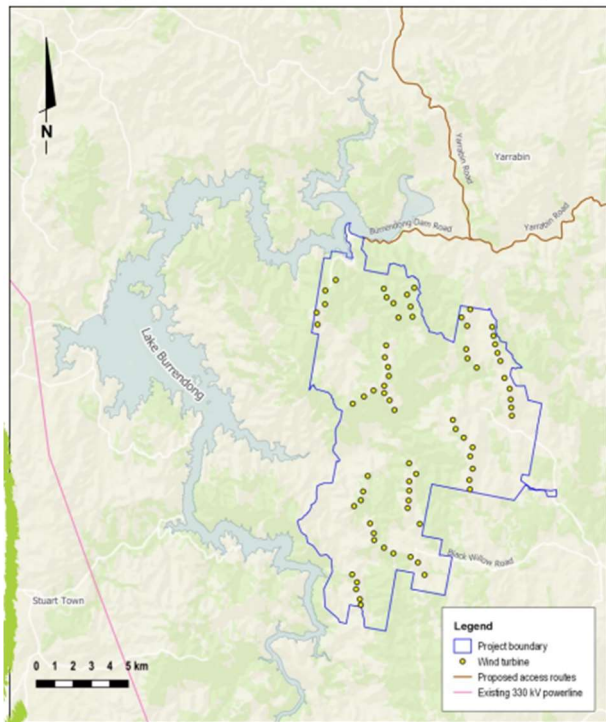 N
Yarrabin Road
Yarrabin
Yarrabin Road
Burrendong Dam Road
Lake Burrendong
Black Willow Road
Stuart Town
0 1 2 3 4 5 km
Legend
Project boundary
Wind turbine
Proposed access routes
Existing 330 kV powerline